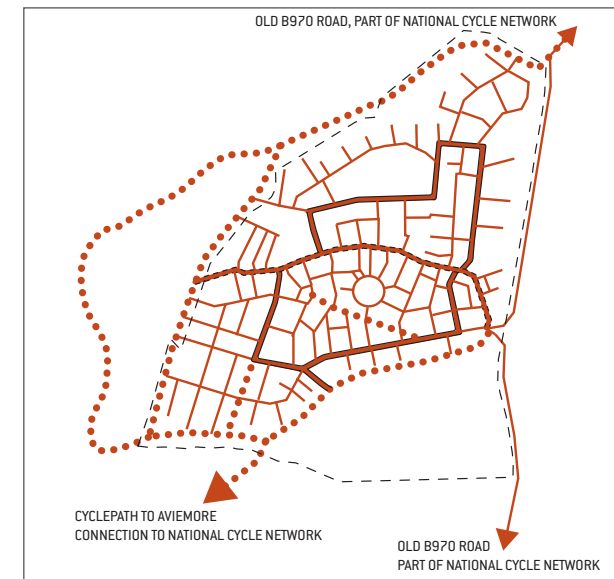 OLD B970 ROAD, PART OF NATIONAL CYCLE NETWORK
CYCLEPATH TO AVIEMORE
CONNECTION TO NATIONAL CYCLE NETWORK
OLD B970 ROAD
PART OF NATIONAL CYCLE NETWORK